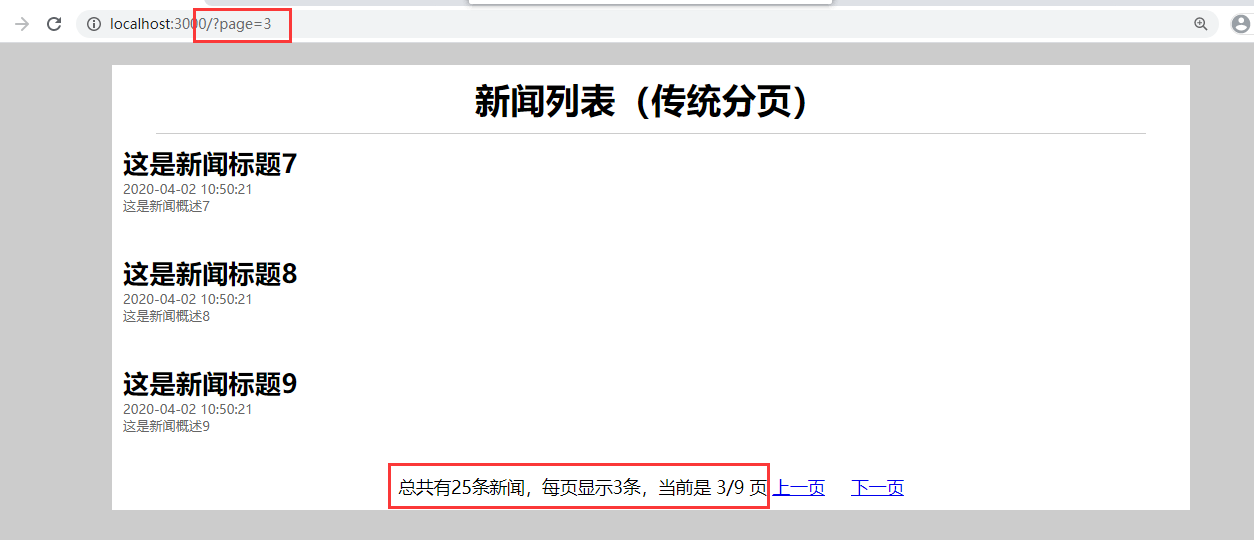 localhost:3000/?page=3
新闻列表（传统分页）
这是新闻标题7
2020-04-02 10:50:21
这是新闻概述7
这是新闻标题8
2020-04-02 10:50:21
这是新闻概述8
这是新闻标题9
2020-04-02 10:50:21
这是新闻概述9
总共有25条新闻，每页显示3条，当前是 3/9 页 上一页 下一页